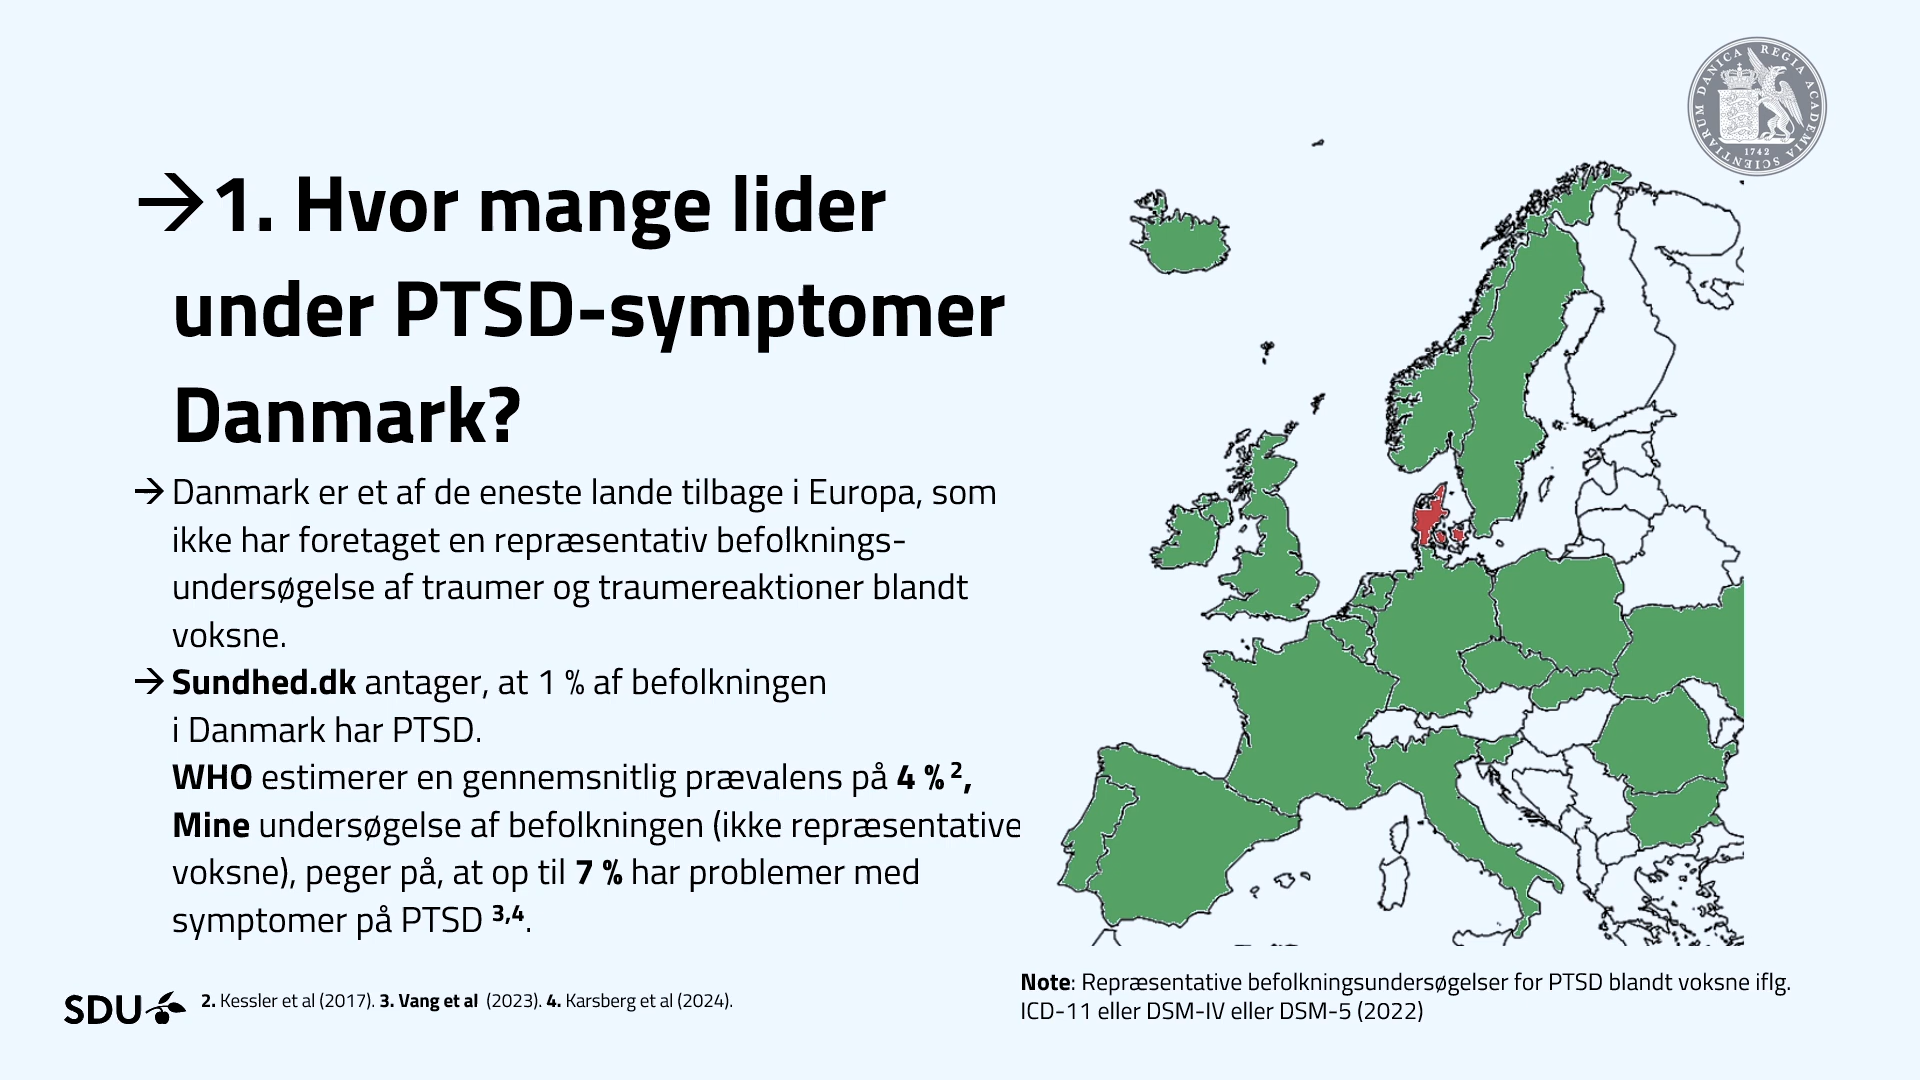 →1. Hvor mange lider
under PTSD-symptomer
Danmark?
→ Danmark er et af de eneste lande tilbage i Europa, som
ikke har foretaget en repræsentativ befolknings-
undersøgelse af traumer og traumereaktioner blandt
voksne.
→ Sundhed.dk antager, at 1 % af befolkningen
i Danmark har PTSD.
WHO estimerer en gennemsnitlig prævalens på 4 % ²,
Mine undersøgelse af befolkningen (ikke repræsentative
voksne), peger på, at op til 7 % har problemer med
symptomer på PTSD ³,⁴.
SDU
2. Kessler et al (2017). 3. Vang et al (2023). 4. Karsberg et al (2024).
REGIA ACADEMIA SCIENTIARUM DANICA
1742
Note: Repræsentative befolkningsundersøgelser for PTSD blandt voksne iflg.
ICD-11 eller DSM-IV eller DSM-5 (2022)